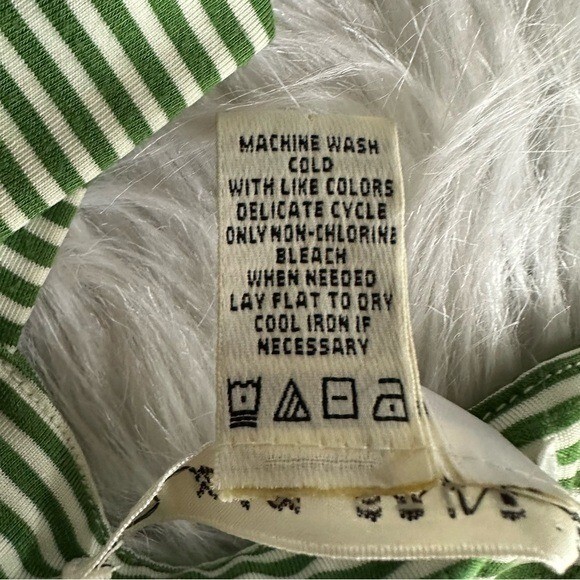 MACHINE WASH
COLD
WITH LIKE COLORS
DELICATE CYCLE
ONLY NON-CHLORINE
BLEACH
WHEN NEEDED
LAY FLAT TO DRY
COOL IRON IF
NECESSARY